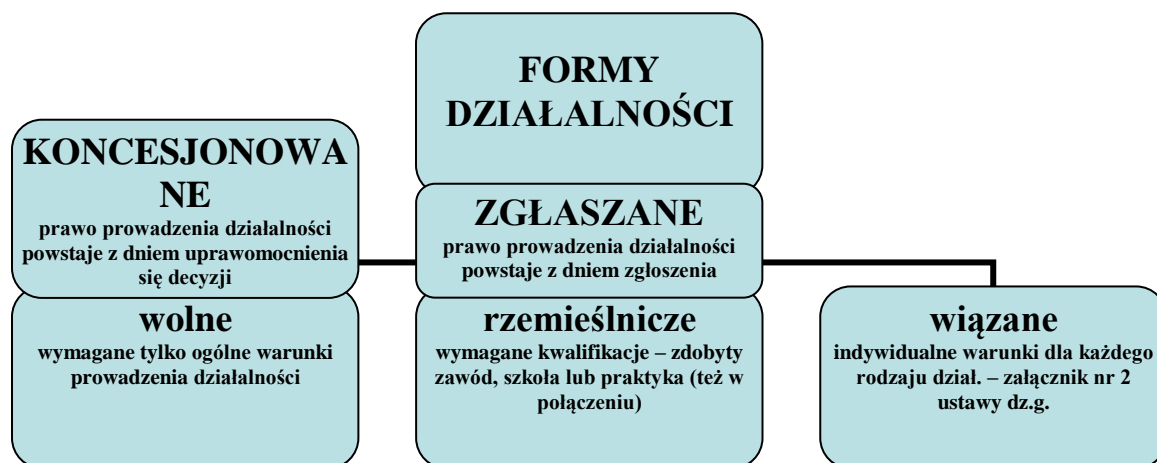 FORMY
DZIAŁALNOŚCI
KONCESJONOWA
NE
prawo prowadzenia działalności
powstaje z dniem uprawomocnienia
się decyzji
ZGŁASZANE
prawo prowadzenia działalności
powstaje z dniem zgłoszenia
wolne
wymagane tylko ogólne warunki
prowadzenia działalności
rzemieślnicze
wymagane kwalifikacje – zdobyty
zawód, szkoła lub praktyka (też w
połączeniu)
wiązane
indywidualne warunki dla każdego
rodzaju dział. – załącznik nr 2
ustawy dz.g.